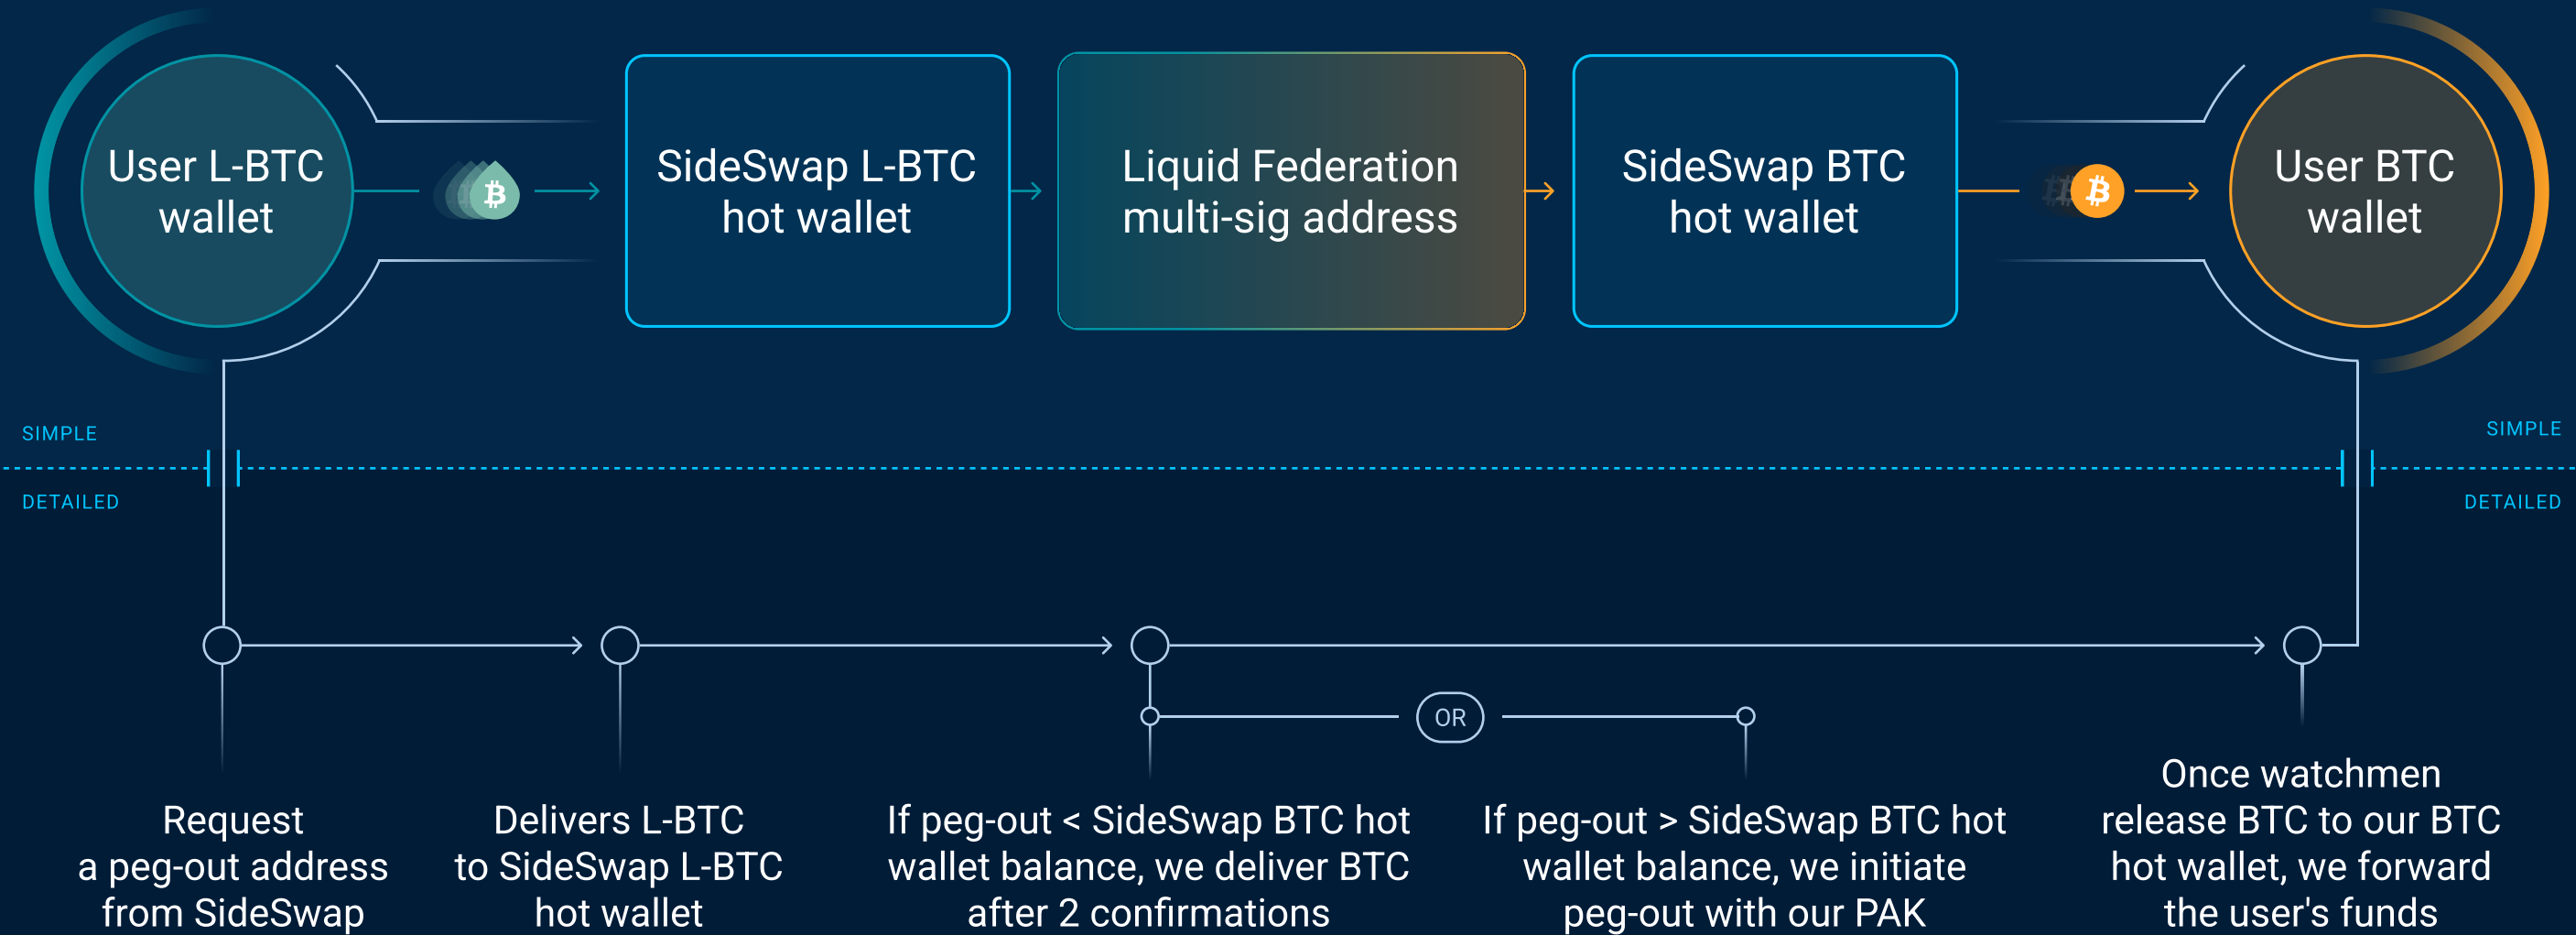 User L-BTC
wallet
SideSwap L-BTC
hot wallet
Liquid Federation
multi-sig address
SideSwap BTC
hot wallet
User BTC
wallet
SIMPLE
SIMPLE
DETAILED
DETAILED
OR
Request
a peg-out address
from SideSwap
Delivers L-BTC
to SideSwap L-BTC
hot wallet
If peg-out < SideSwap BTC hot
wallet balance, we deliver BTC
after 2 confirmations
If peg-out > SideSwap BTC hot
wallet balance, we initiate
peg-out with our PAK
Once watchmen
release BTC to our BTC
hot wallet, we forward
the user's funds